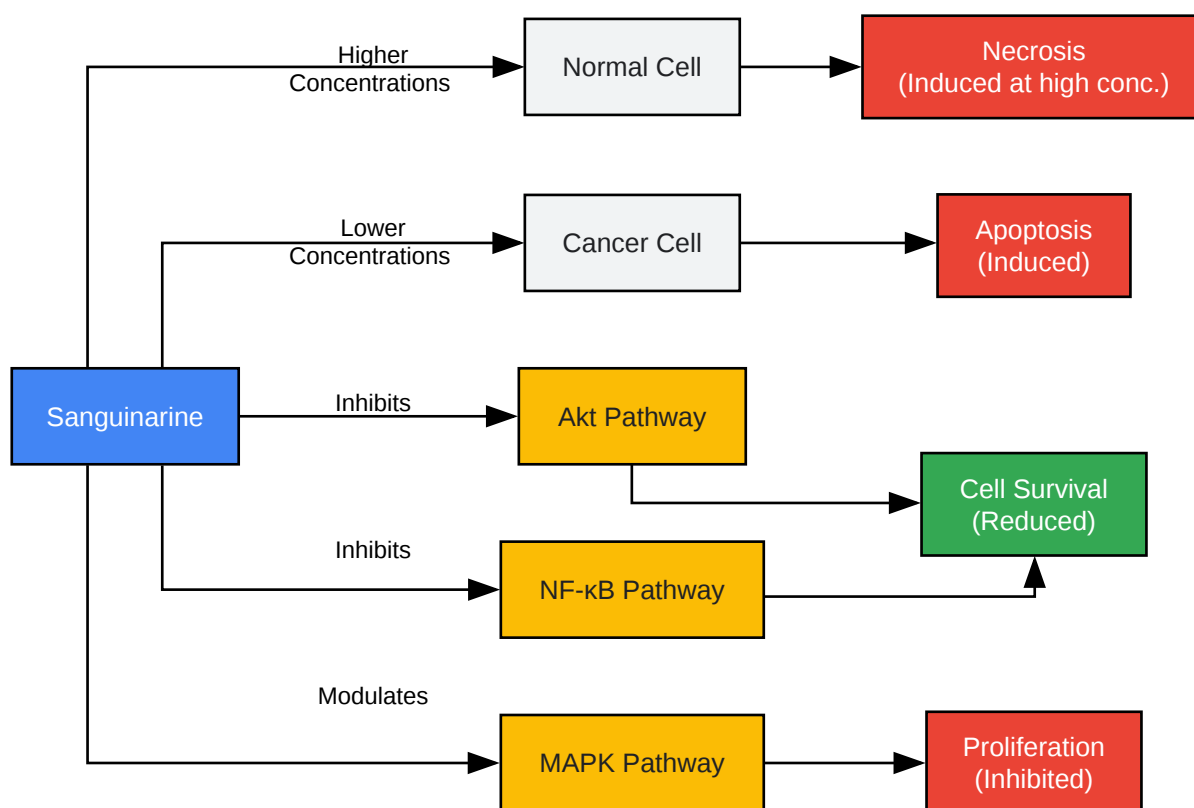 Higher
Concentrations
Normal Cell
Necrosis
(Induced at high conc.)
Lower
Concentrations
Cancer Cell
Apoptosis
(Induced)
Sanguinarine
Inhibits
Akt Pathway
Cell Survival
(Reduced)
Inhibits
NF-κB Pathway
Modulates
MAPK Pathway
Proliferation
(Inhibited)